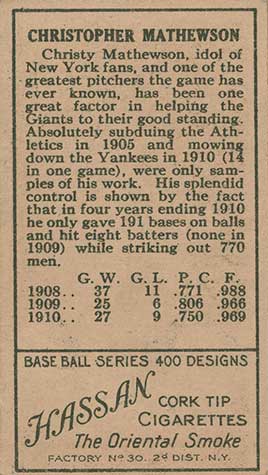 CHRISTOPHER MATHEWSON
Christy Mathewson, idol of
New York fans, and one of the
greatest pitchers the game has
ever known, has been one
great factor in helping the
Giants to their good standing.
Absolutely subduing the Ath-
letics in 1905 and mowing
down the Yankees in 1910 (14
in one game), were only sam-
ples of his work. His splendid
control is shown by the fact
that in four years ending 1910
he only gave 191 bases on balls
and hit eight batters (none in
1909) while striking out 770
men.
G. W. G. L. P. C. F.
1908.. 37 11 .771 .988
1909.. 25 6 .806 .966
1910.. 27 9 .750 .969
BASE BALL SERIES 400 DESIGNS
HASSAN
CORK TIP
CIGARETTES
The Oriental Smoke
FACTORY No 30. 2d DIST. N.Y.